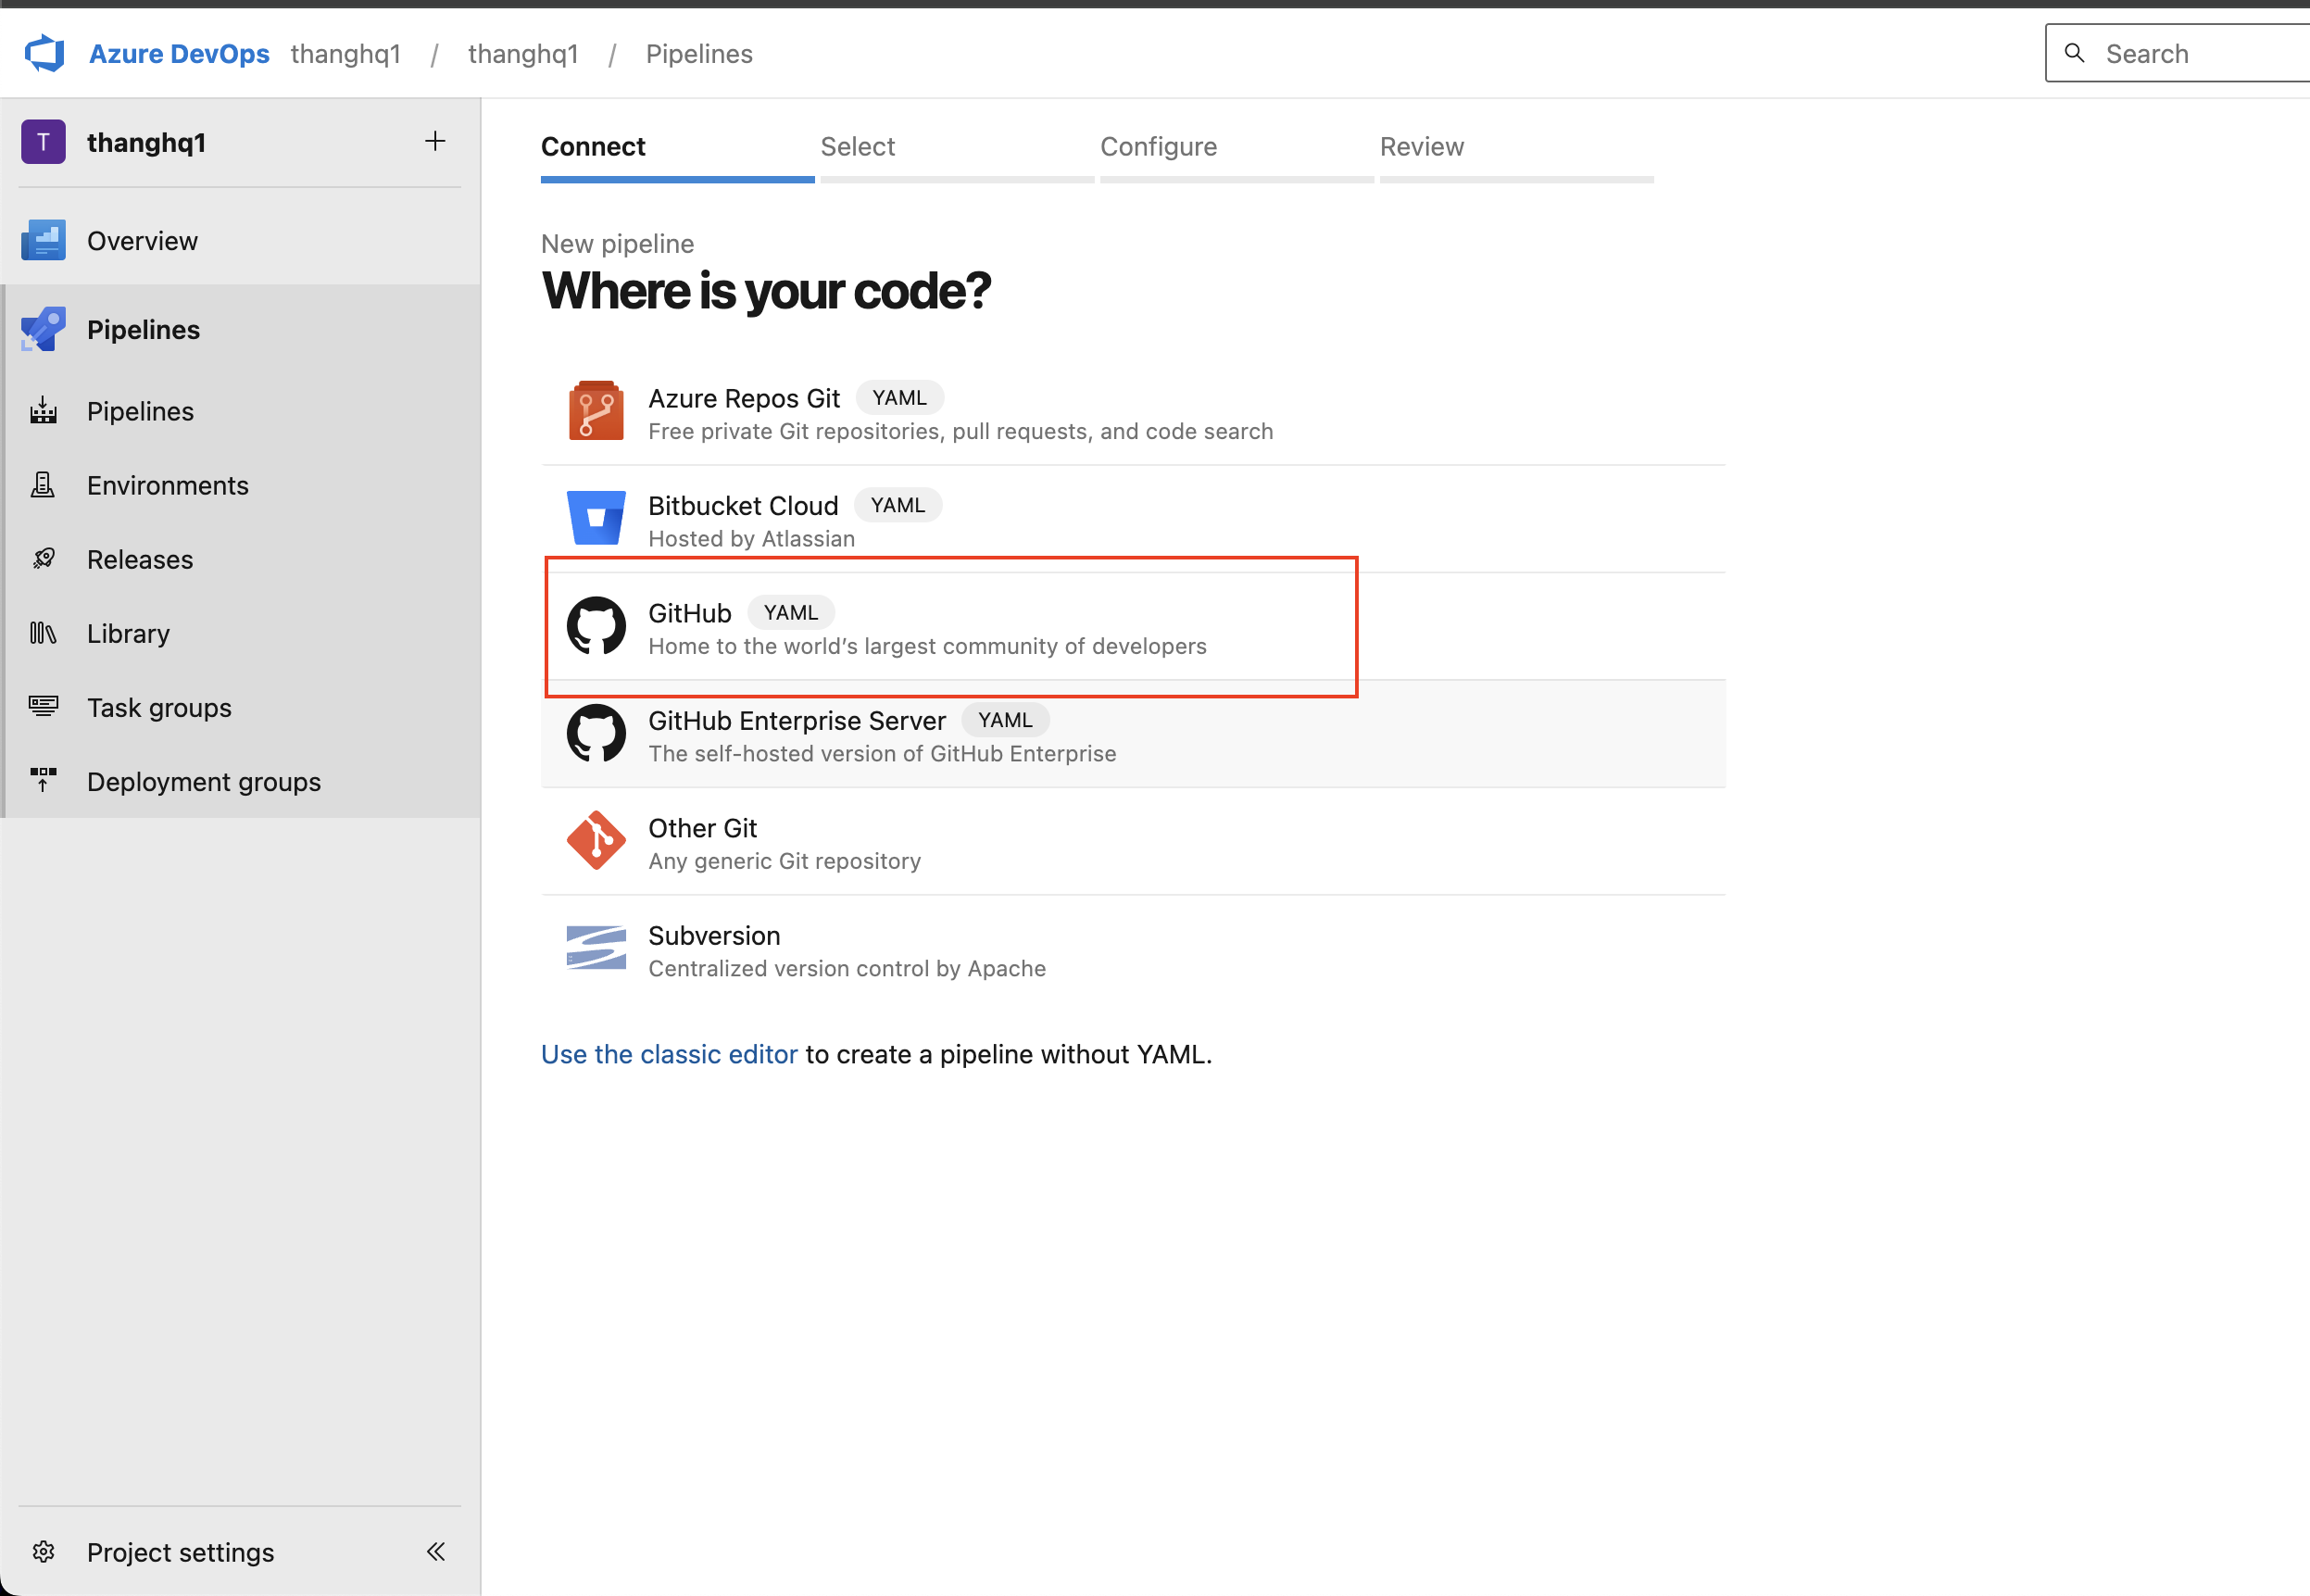 Azure DevOps thanghq1 / thanghq1 / Pipelines
Search
T thanghq1 +
Overview
Pipelines
Pipelines
Environments
Releases
Library
Task groups
Deployment groups
Project settings
Connect Select Configure Review
New pipeline
Where is your code?
Azure Repos Git YAML
Free private Git repositories, pull requests, and code search
Bitbucket Cloud YAML
Hosted by Atlassian
GitHub YAML
Home to the world’s largest community of developers
GitHub Enterprise Server YAML
The self-hosted version of GitHub Enterprise
Other Git
Any generic Git repository
Subversion
Centralized version control by Apache
Use the classic editor to create a pipeline without YAML.